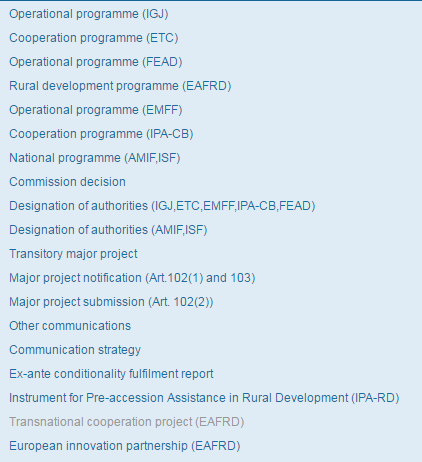 Operational programme (IGJ)
Cooperation programme (ETC)
Operational programme (FEAD)
Rural development programme (EAFRD)
Operational programme (EMFF)
Cooperation programme (IPA-CB)
National programme (AMIF,ISF)
Commission decision
Designation of authorities (IGJ,ETC,EMFF,IPA-CB,FEAD)
Designation of authorities (AMIF,ISF)
Transitory major project
Major project notification (Art.102(1) and 103)
Major project submission (Art. 102(2))
Other communications
Communication strategy
Ex-ante conditionality fulfilment report
Instrument for Pre-accession Assistance in Rural Development (IPA-RD)
Transnational cooperation project (EAFRD)
European innovation partnership (EAFRD)